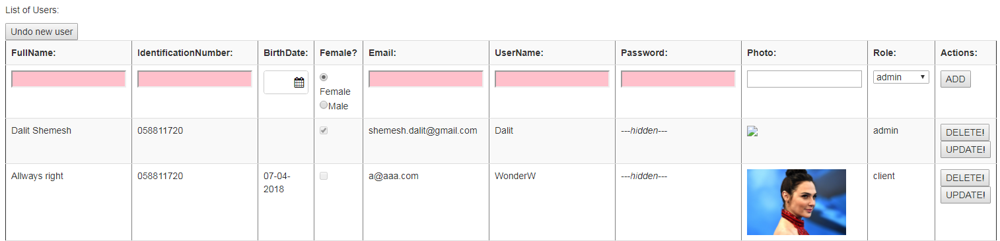 List of Users:
Undo new user
FullName: IdentificationNumber: BirthDate: Female? Email: UserName: Password: Photo: Role: Actions:
admin ADD
Female
Male
Dalit Shemesh 058811720 shemesh.dalit@gmail.com Dalit ---hidden--- admin DELETE!
UPDATE!
Allways right 058811720 07-04- a@aaa.com WonderW ---hidden--- client DELETE!
2018 UPDATE!